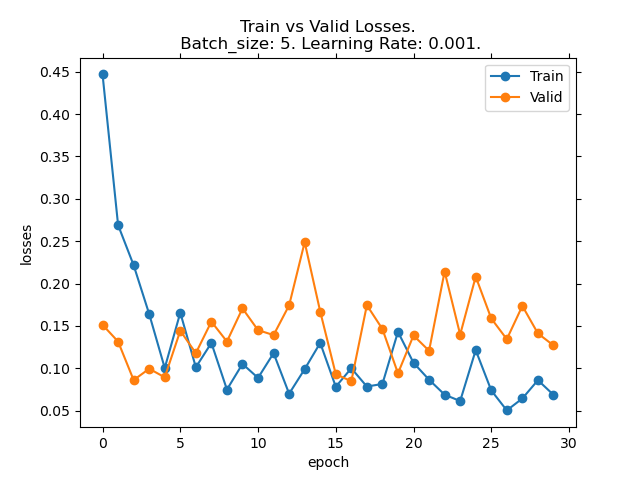 Train vs Valid Losses.
Batch_size: 5. Learning Rate: 0.001.
Train
Valid
losses
0.45
0.40
0.35
0.30
0.25
0.20
0.15
0.10
0.05
0 5 10 15 20 25 30
epoch